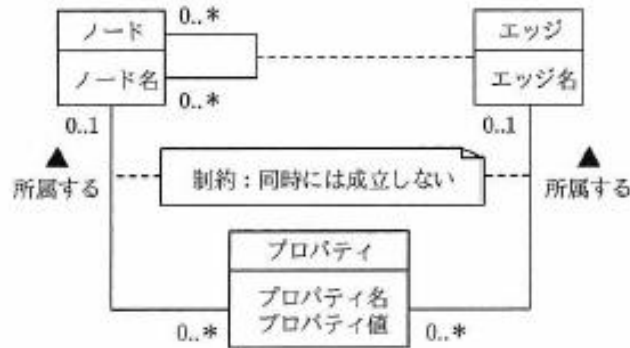 ノード
0..*
エッジ
ノード名
エッジ名
0..*
0..1
0..1
▲
▲
所属する
制約：同時には成立しない
所属する
プロパティ
プロパティ名
プロパティ値
0..*
0..*